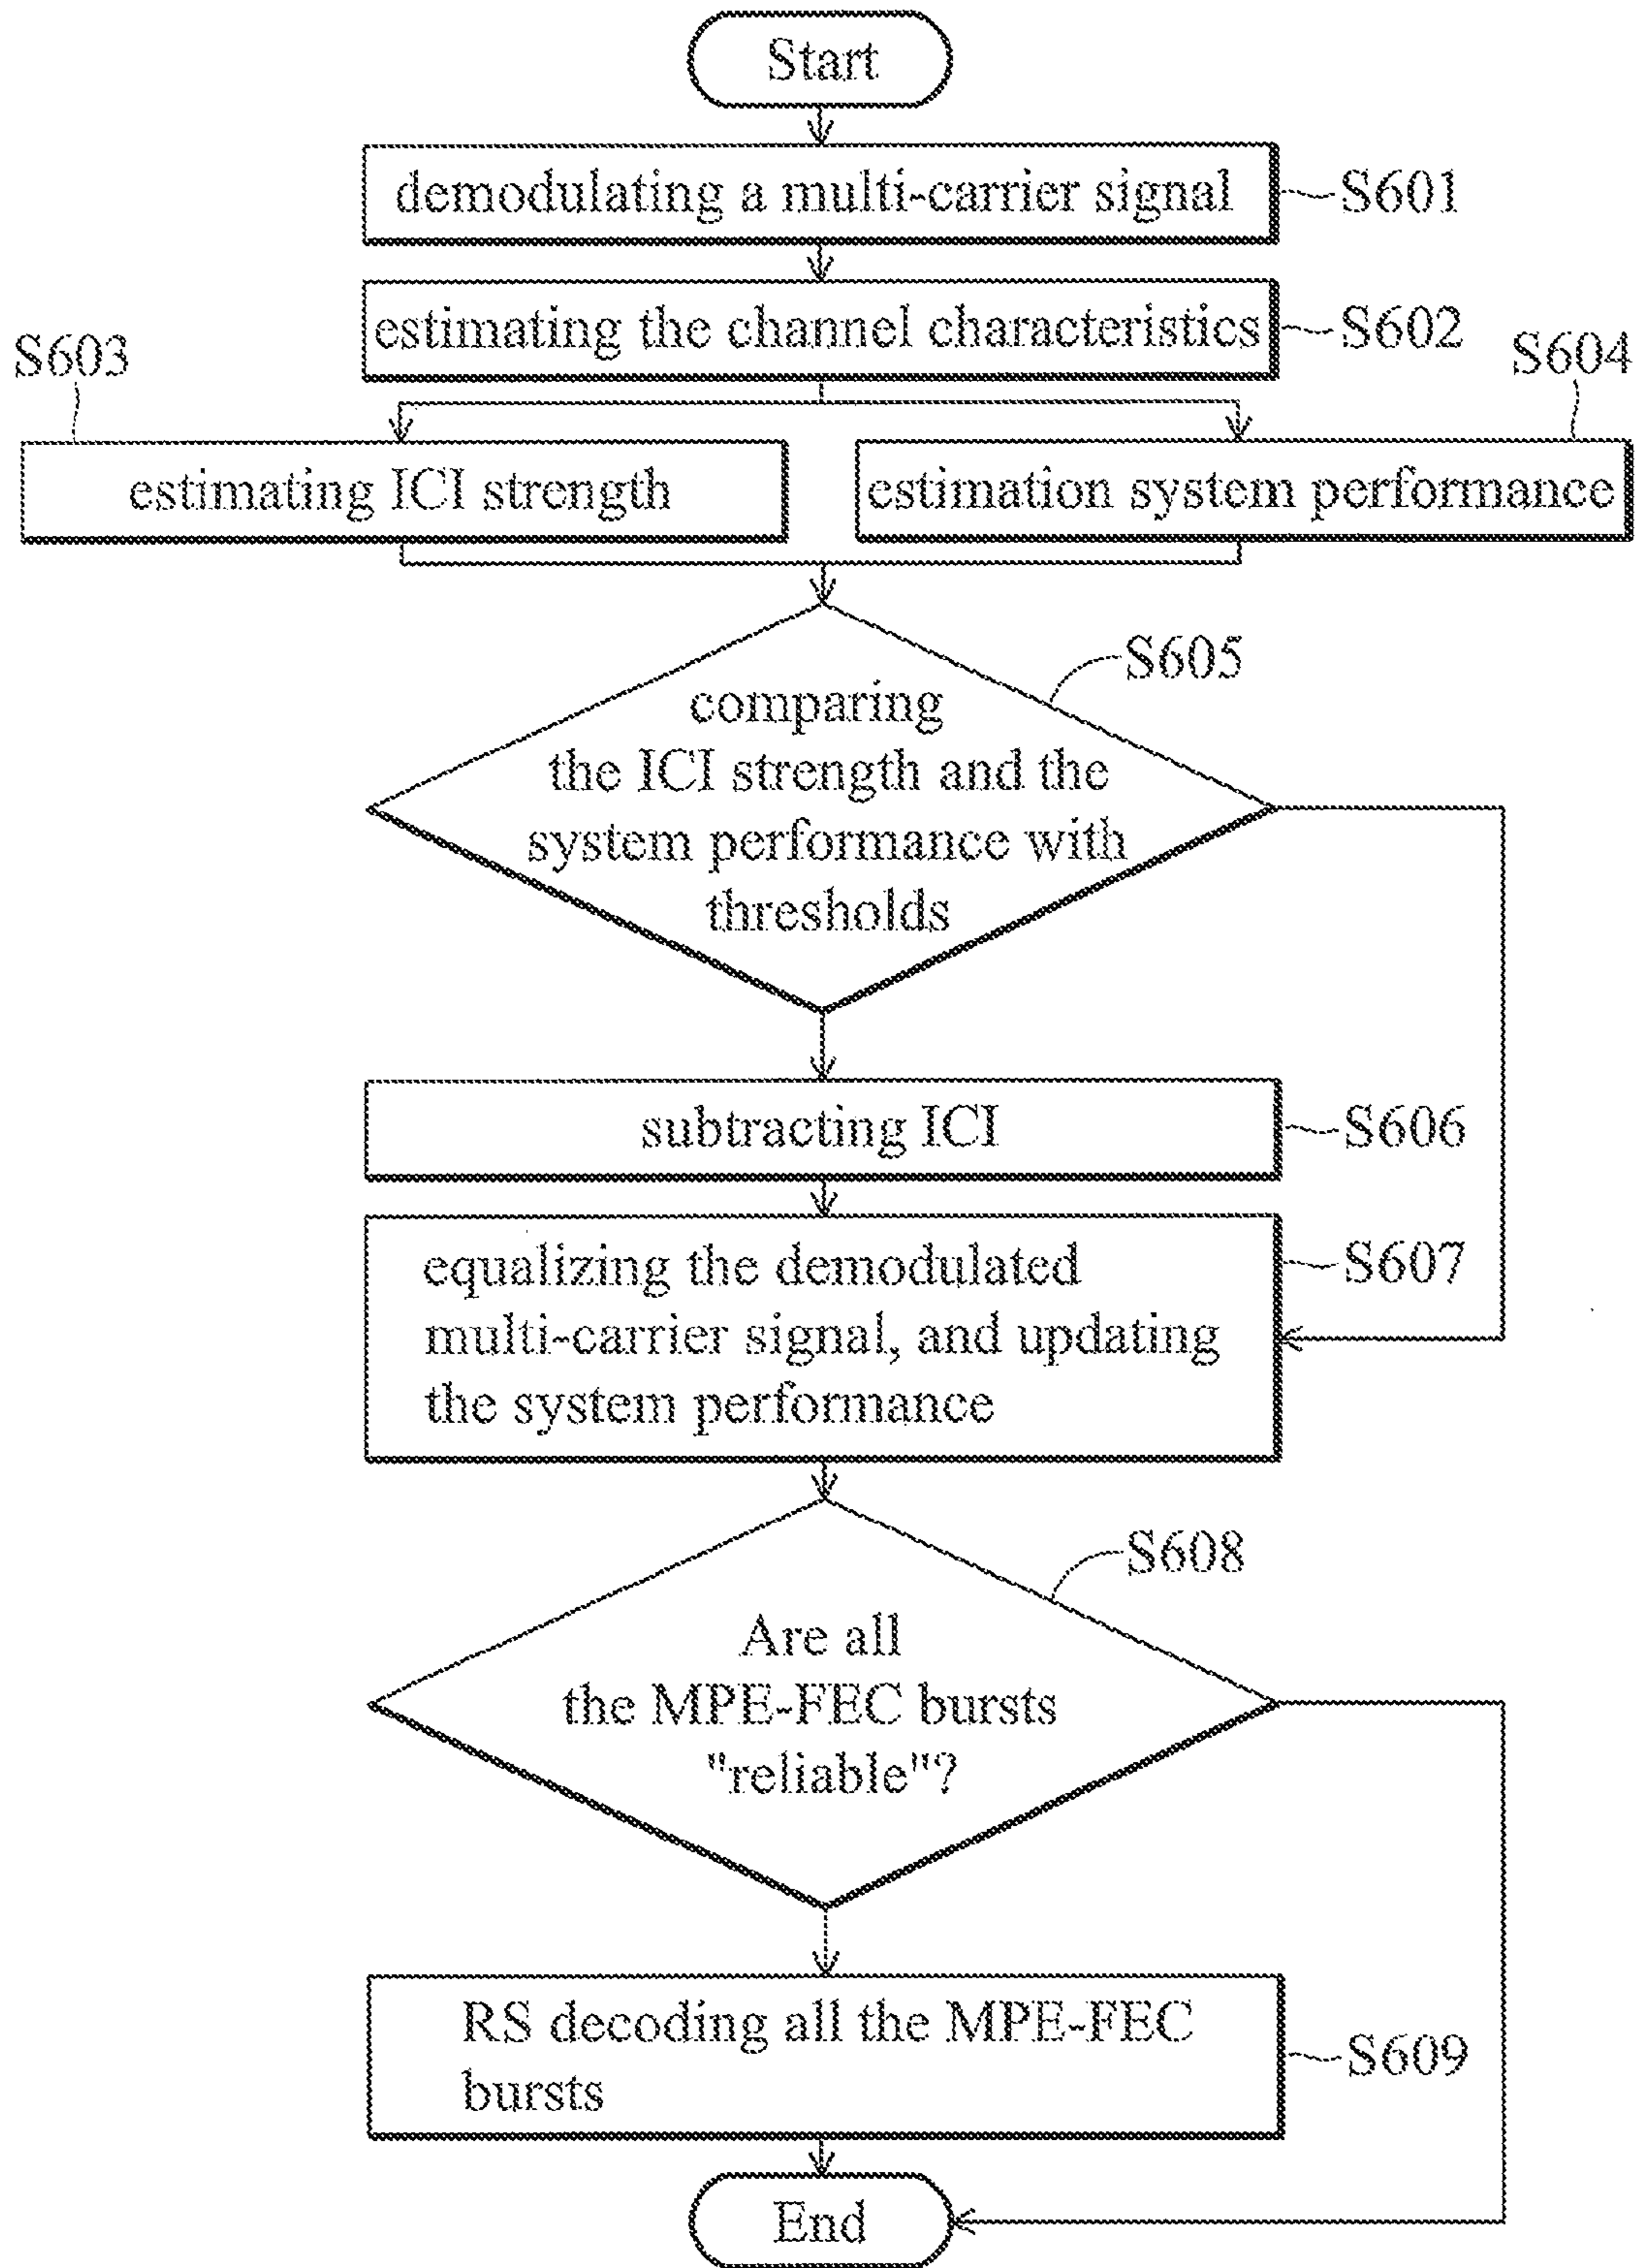 Start
demodulating a multi-carrier signal
S601
estimating the channel characteristics
S602
S603
S604
estimating ICI strength
estimation system performance
S605
comparing
the ICI strength and the
system performance with
thresholds
subtracting ICI
S606
equalizing the demodulated
multi-carrier signal, and updating
the system performance
S607
S608
Are all
the MPE-FEC bursts
"reliable"?
RS decoding all the MPE-FEC
bursts
S609
End